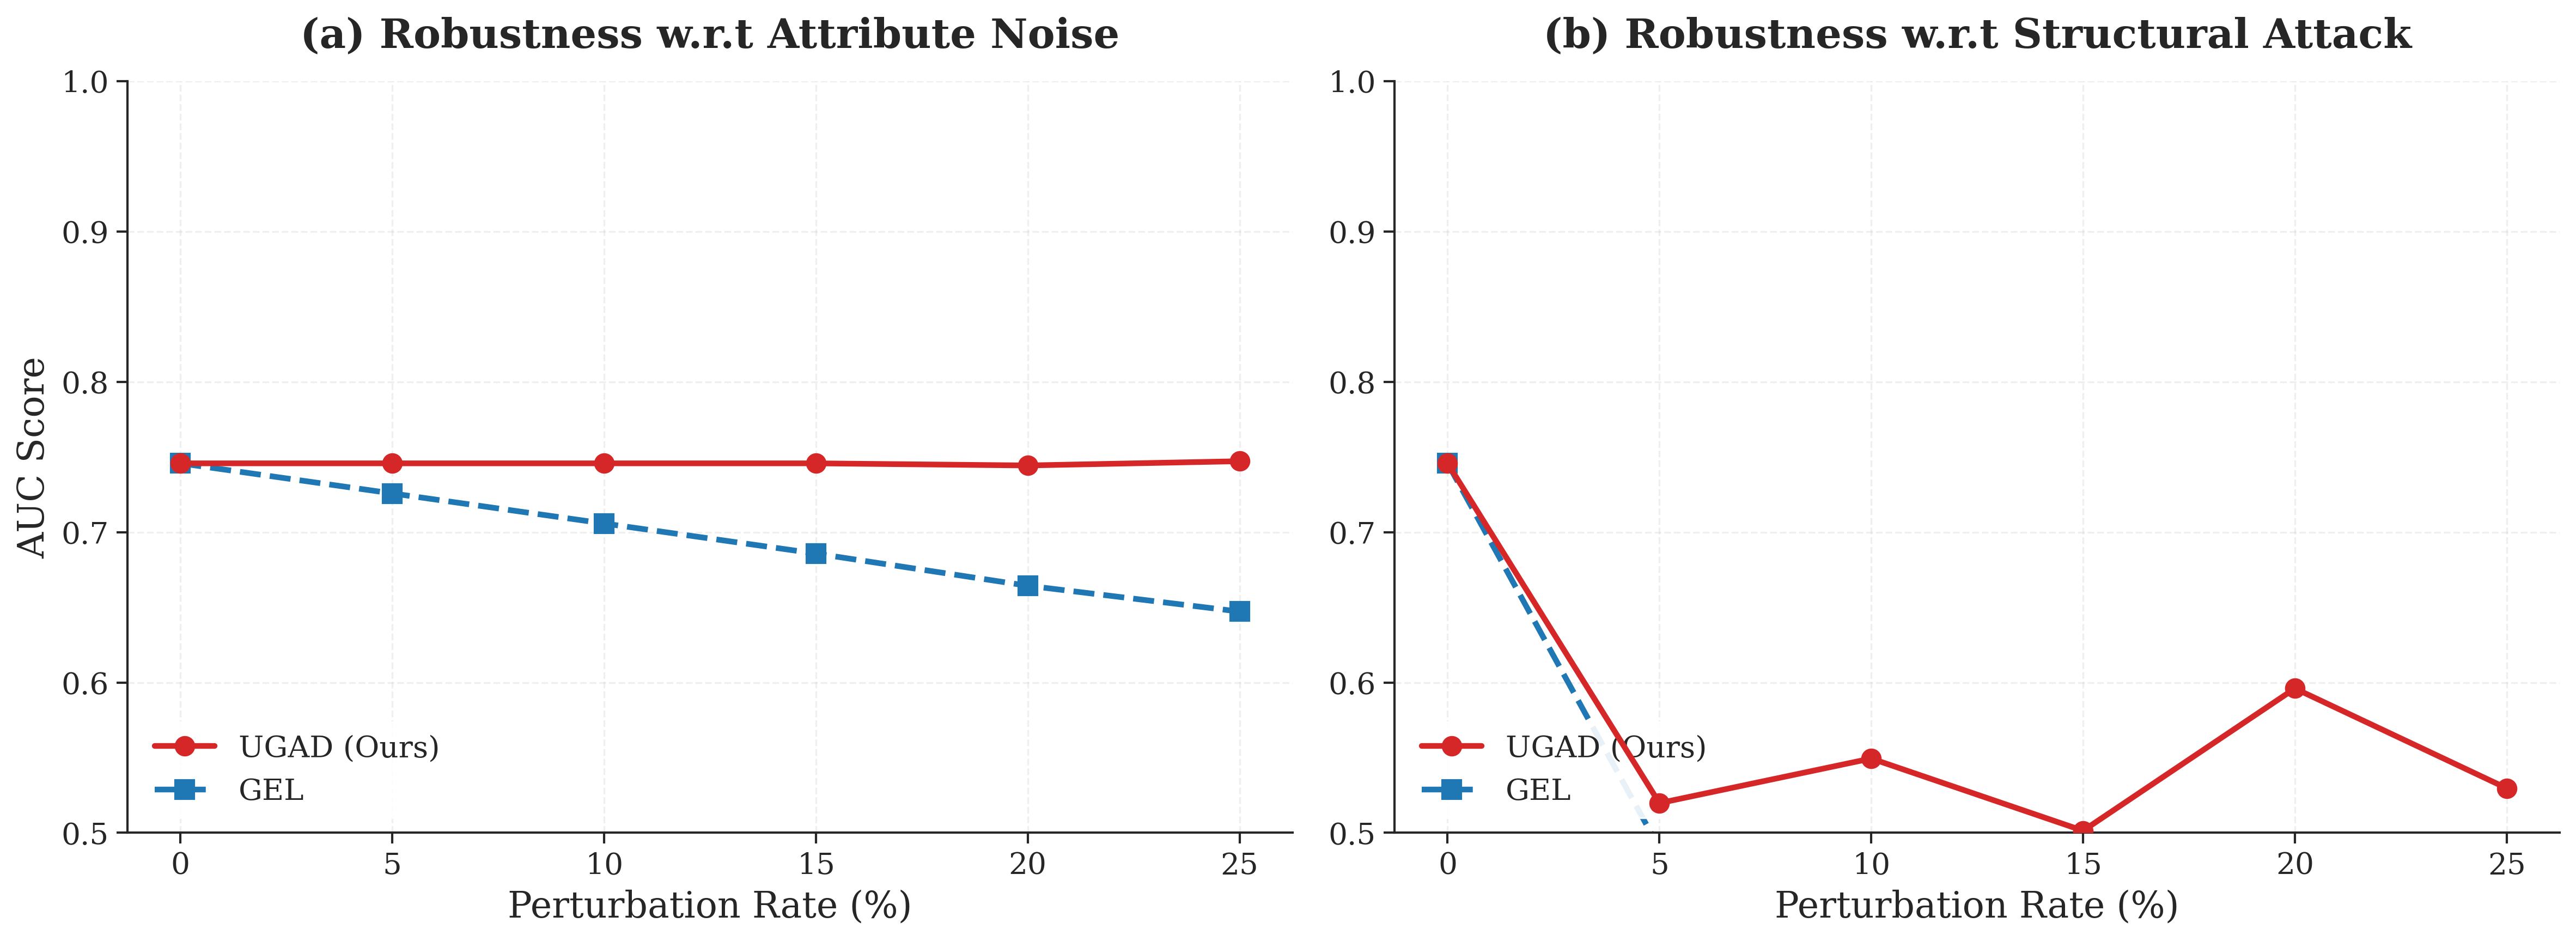 (a) Robustness w.r.t Attribute Noise
AUC Score
1.0
0.9
0.8
0.7
0.6
0.5
UGAD (Ours)
GEL
0 5 10 15 20 25
Perturbation Rate (%)
(b) Robustness w.r.t Structural Attack
1.0
0.9
0.8
0.7
0.6
0.5
UGAD (Ours)
GEL
0 5 10 15 20 25
Perturbation Rate (%)